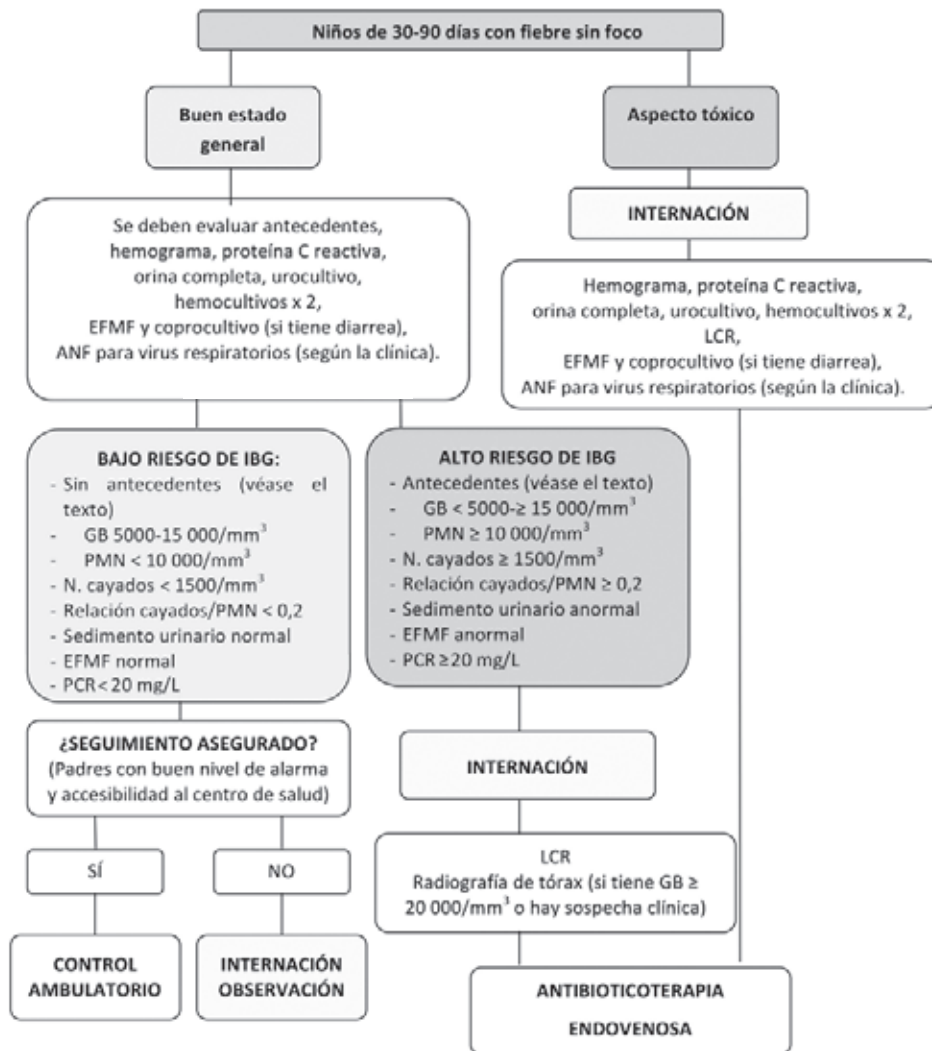 Niños de 30-90 días con fiebre sin foco
Buen estado
general
Aspecto tóxico
INTERNACIÓN
Se deben evaluar antecedentes,
hemograma, proteína C reactiva,
orina completa, urocultivo,
hemocultivos x 2,
EFMF y coprocultivo (si tiene diarrea),
ANF para virus respiratorios (según la clínica).
Hemograma, proteína C reactiva,
orina completa, urocultivo, hemocultivos x 2,
LCR,
EFMF y coprocultivo (si tiene diarrea),
ANF para virus respiratorios (según la clínica).
BAJO RIESGO DE IBG:
- Sin antecedentes (véase el
texto)
- GB 5000-15 000/mm³
- PMN < 10 000/mm³
- N. cayados < 1500/mm³
- Relación cayados/PMN < 0,2
- Sedimento urinario normal
- EFMF normal
- PCR< 20 mg/L
ALTO RIESGO DE IBG
- Antecedentes (véase el texto)
- GB < 5000-≥ 15 000/mm³
- PMN ≥ 10 000/mm³
- N. cayados ≥ 1500/mm³
- Relación cayados/PMN ≥ 0,2
- Sedimento urinario anormal
- EFMF anormal
- PCR ≥20 mg/L
¿SEGUIMIENTO ASEGURADO?
(Padres con buen nivel de alarma
y accesibilidad al centro de salud)
INTERNACIÓN
SÍ
NO
LCR
Radiografía de tórax (si tiene GB ≥
20 000/mm³ o hay sospecha clínica)
CONTROL
AMBULATORIO
INTERNACIÓN
OBSERVACIÓN
ANTIBIOTICOTERAPIA
ENDOVENOSA